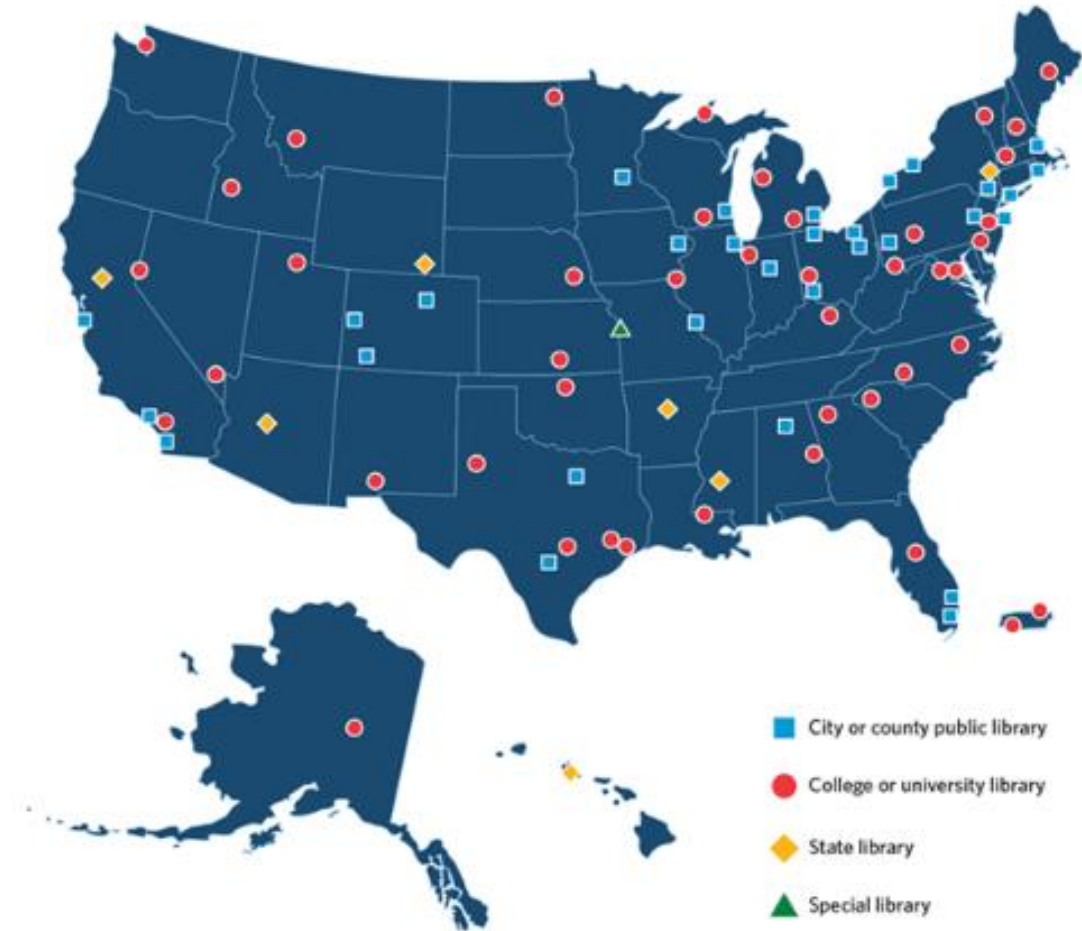 City or county public library
College or university library
State library
Special library